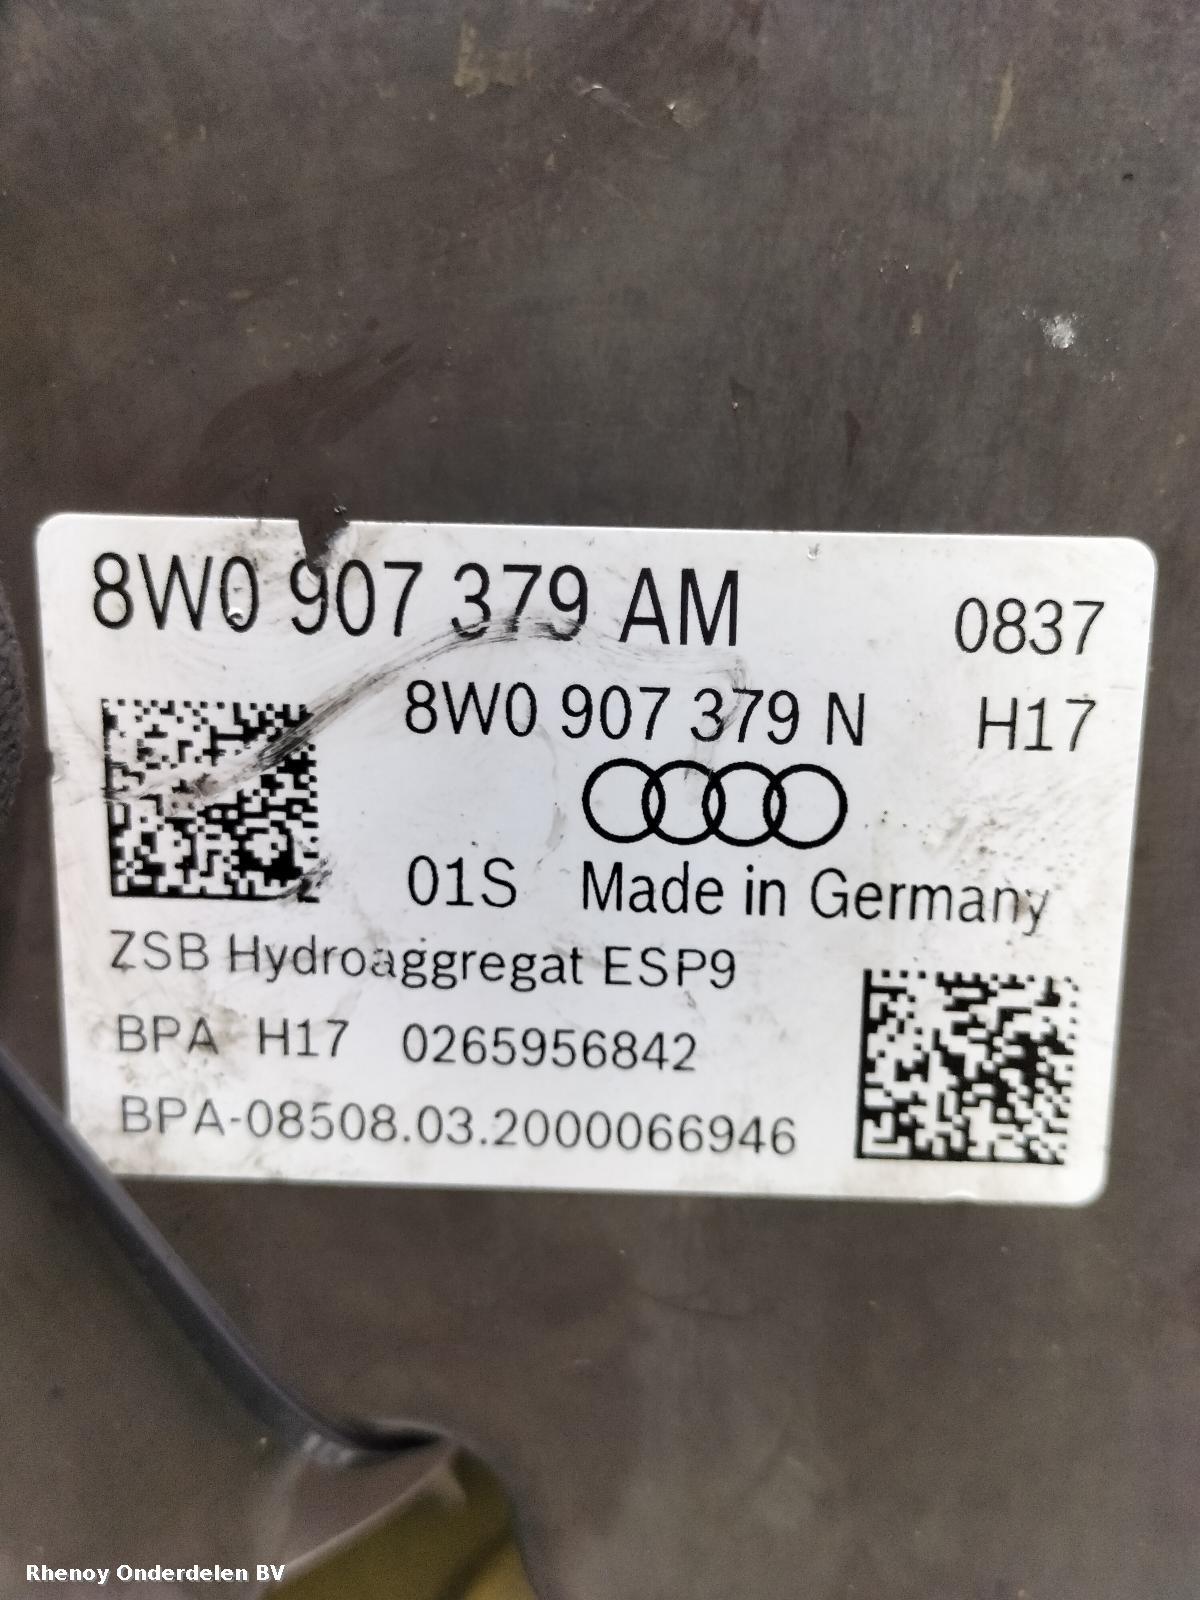 8W0 907 379 AM 0837
8W0 907 379 N H17
01S Made in Germany
ZSB Hydroaggregat ESP9
BPA H17 0265956842
BPA-08508.03.2000066946
Rhenoy Onderdelen BV